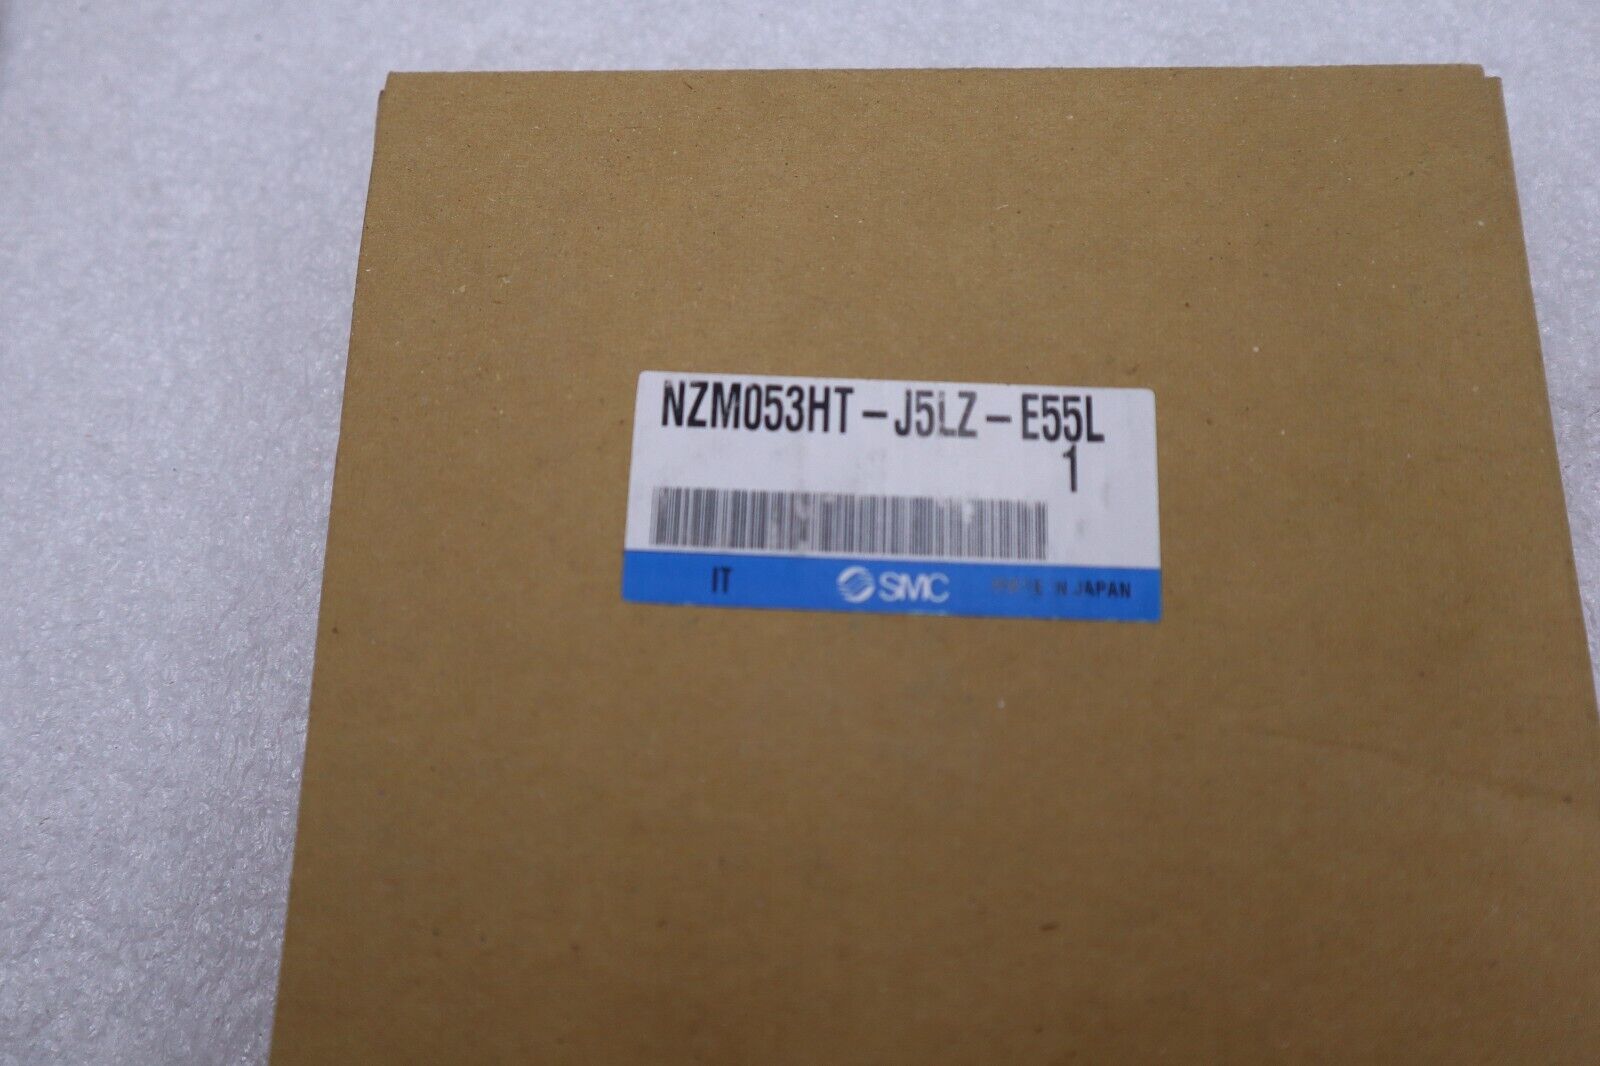 NZM053HT-J5LZ-E55L
1
IT SMC MADE IN JAPAN